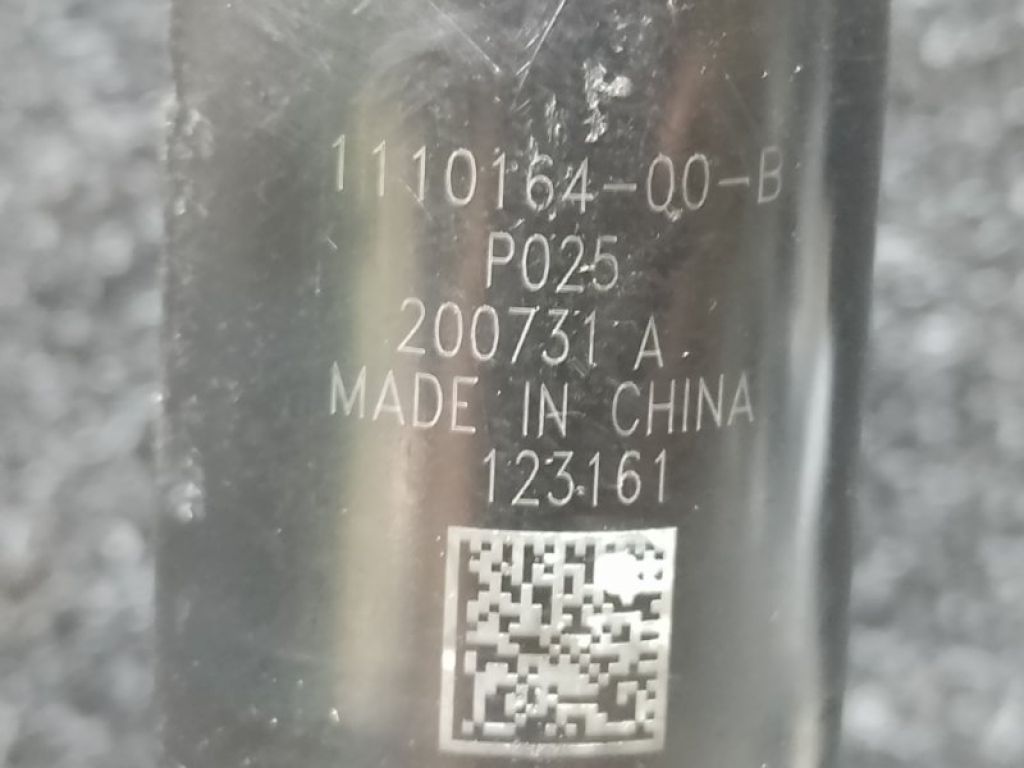 1110164-00-B
P025
200731 A
MADE IN CHINA
123161